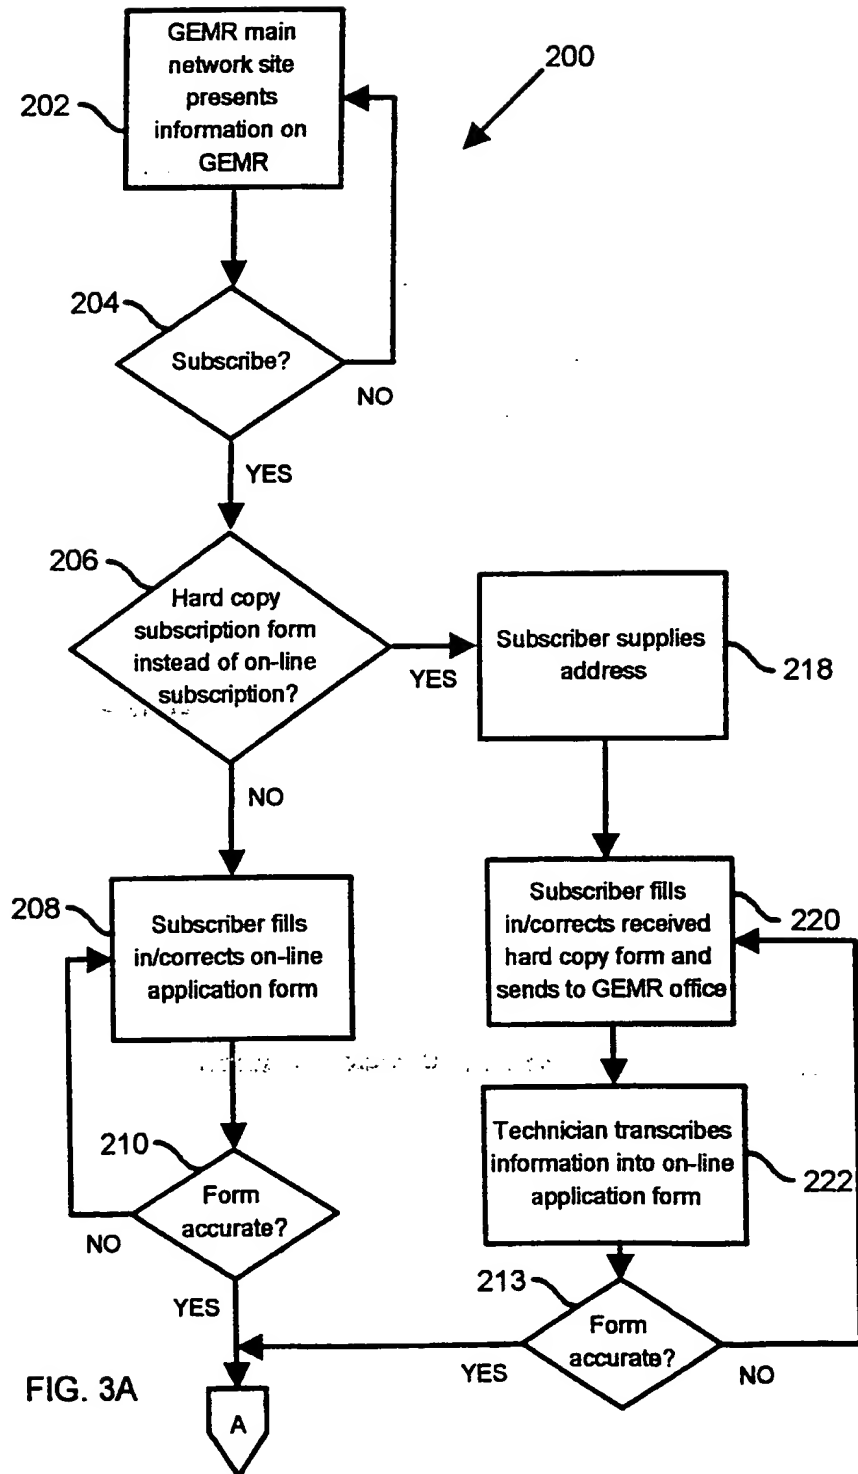 GEMR main
network site
presents
information on
GEMR
200
202
204
Subscribe?
NO
YES
206
Hard copy
subscription form
instead of on-line
subscription?
YES
Subscriber supplies
address
218
NO
208
Subscriber fills
in/corrects on-line
application form
Subscriber fills
in/corrects received
hard copy form and
sends to GEMR office
220
210
Form
accurate?
NO
YES
Technician transcribes
information into on-line
application form
222
213
Form
accurate?
YES
NO
FIG. 3A
A